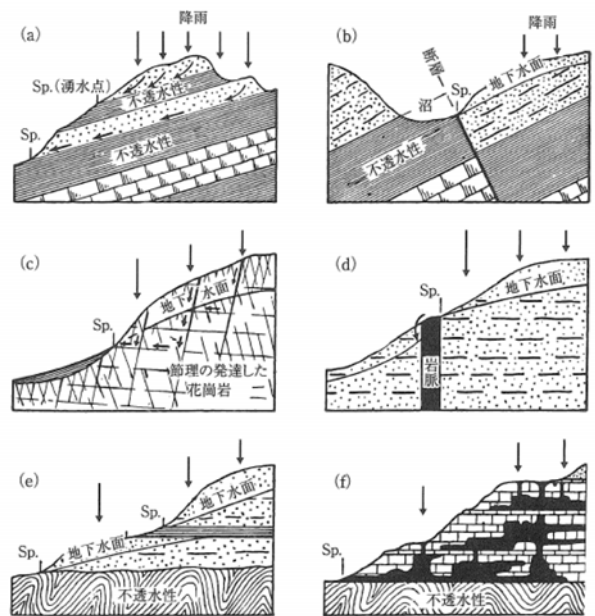 (a)
降雨
Sp.(湧水点)
不透水性
Sp.
不透水性
(b)
降雨
断層
地下水面
沼
Sp.
不透水性
(c)
地下水面
Sp.
節理の発達した
花崗岩
(d)
地下水面
Sp.
岩脈
(e)
地下水面
Sp.
地下水面
Sp.
不透水性
(f)
Sp.
不透水性